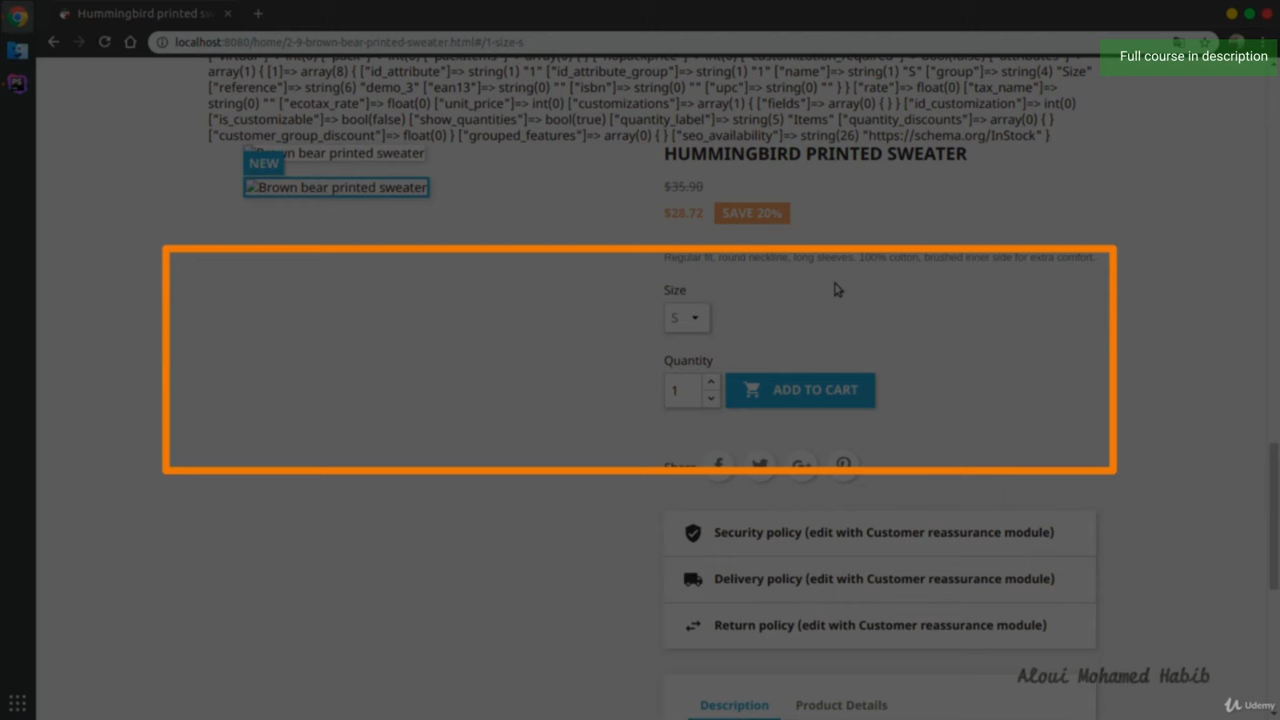 Hummingbird printed sw
localhost:8080/home/2-9-brown-bear-printed-sweater.html#/1-size-s
Full course in description
array(1) { [1]=> array(8) { ["id_attribute"]=> string(1) "1" ["id_attribute_group"]=> string(1) "1" ["name"]=> string(1) "S" ["group"]=> string(4) "Size"
["reference"]=> string(6) "demo_3" ["ean13"]=> string(0) "" ["isbn"]=> string(0) "" ["upc"]=> string(0) "" } } ["rate"]=> float(0) ["tax_name"]=>
string(0) "" ["ecotax_rate"]=> float(0) ["unit_price"]=> int(0) ["customizations"]=> array(1) { ["fields"]=> array(0) { } } ["id_customization"]=> int(0)
["is_customizable"]=> bool(false) ["show_quantities"]=> bool(true) ["quantity_label"]=> string(5) "Items" ["quantity_discounts"]=> array(0) { }
["customer_group_discount"]=> float(0) } ["grouped_features"]=> array(0) { } ["seo_availability"]=> string(26) "https://schema.org/InStock" }
bear printed sweater
NEW
Brown bear printed sweater
HUMMINGBIRD PRINTED SWEATER
$35.90
$28.72 SAVE 20%
Regular fit, round neckline, long sleeves. 100% cotton, brushed inner side for extra comfort.
Size
S
Quantity
1 ADD TO CART
Share
Security policy (edit with Customer reassurance module)
Delivery policy (edit with Customer reassurance module)
Return policy (edit with Customer reassurance module)
Aloui Mohamed Habib
Description Product Details
Udemy